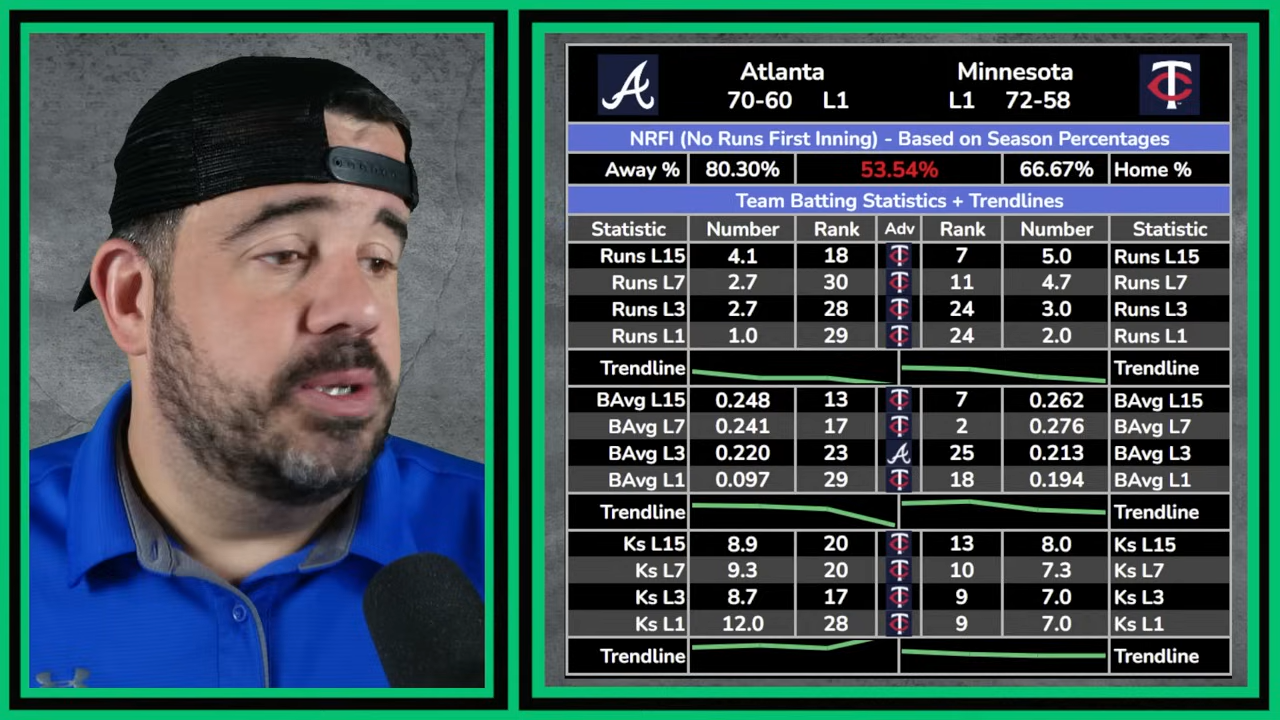 Atlanta Minnesota
70-60 L1 L1 72-58
NRFI (No Runs First Inning) - Based on Season Percentages
Away % 80.30% 53.54% 66.67% Home %
Team Batting Statistics + Trendlines
Statistic Number Rank Adv Rank Number Statistic
Runs L15 4.1 18 7 5.0 Runs L15
Runs L7 2.7 30 11 4.7 Runs L7
Runs L3 2.7 28 24 3.0 Runs L3
Runs L1 1.0 29 24 2.0 Runs L1
Trendline Trendline
BAvg L15 0.248 13 7 0.262 BAvg L15
BAvg L7 0.241 17 2 0.276 BAvg L7
BAvg L3 0.220 23 25 0.213 BAvg L3
BAvg L1 0.097 29 18 0.194 BAvg L1
Trendline Trendline
Ks L15 8.9 20 13 8.0 Ks L15
Ks L7 9.3 20 10 7.3 Ks L7
Ks L3 8.7 17 9 7.0 Ks L3
Ks L1 12.0 28 9 7.0 Ks L1
Trendline Trendline